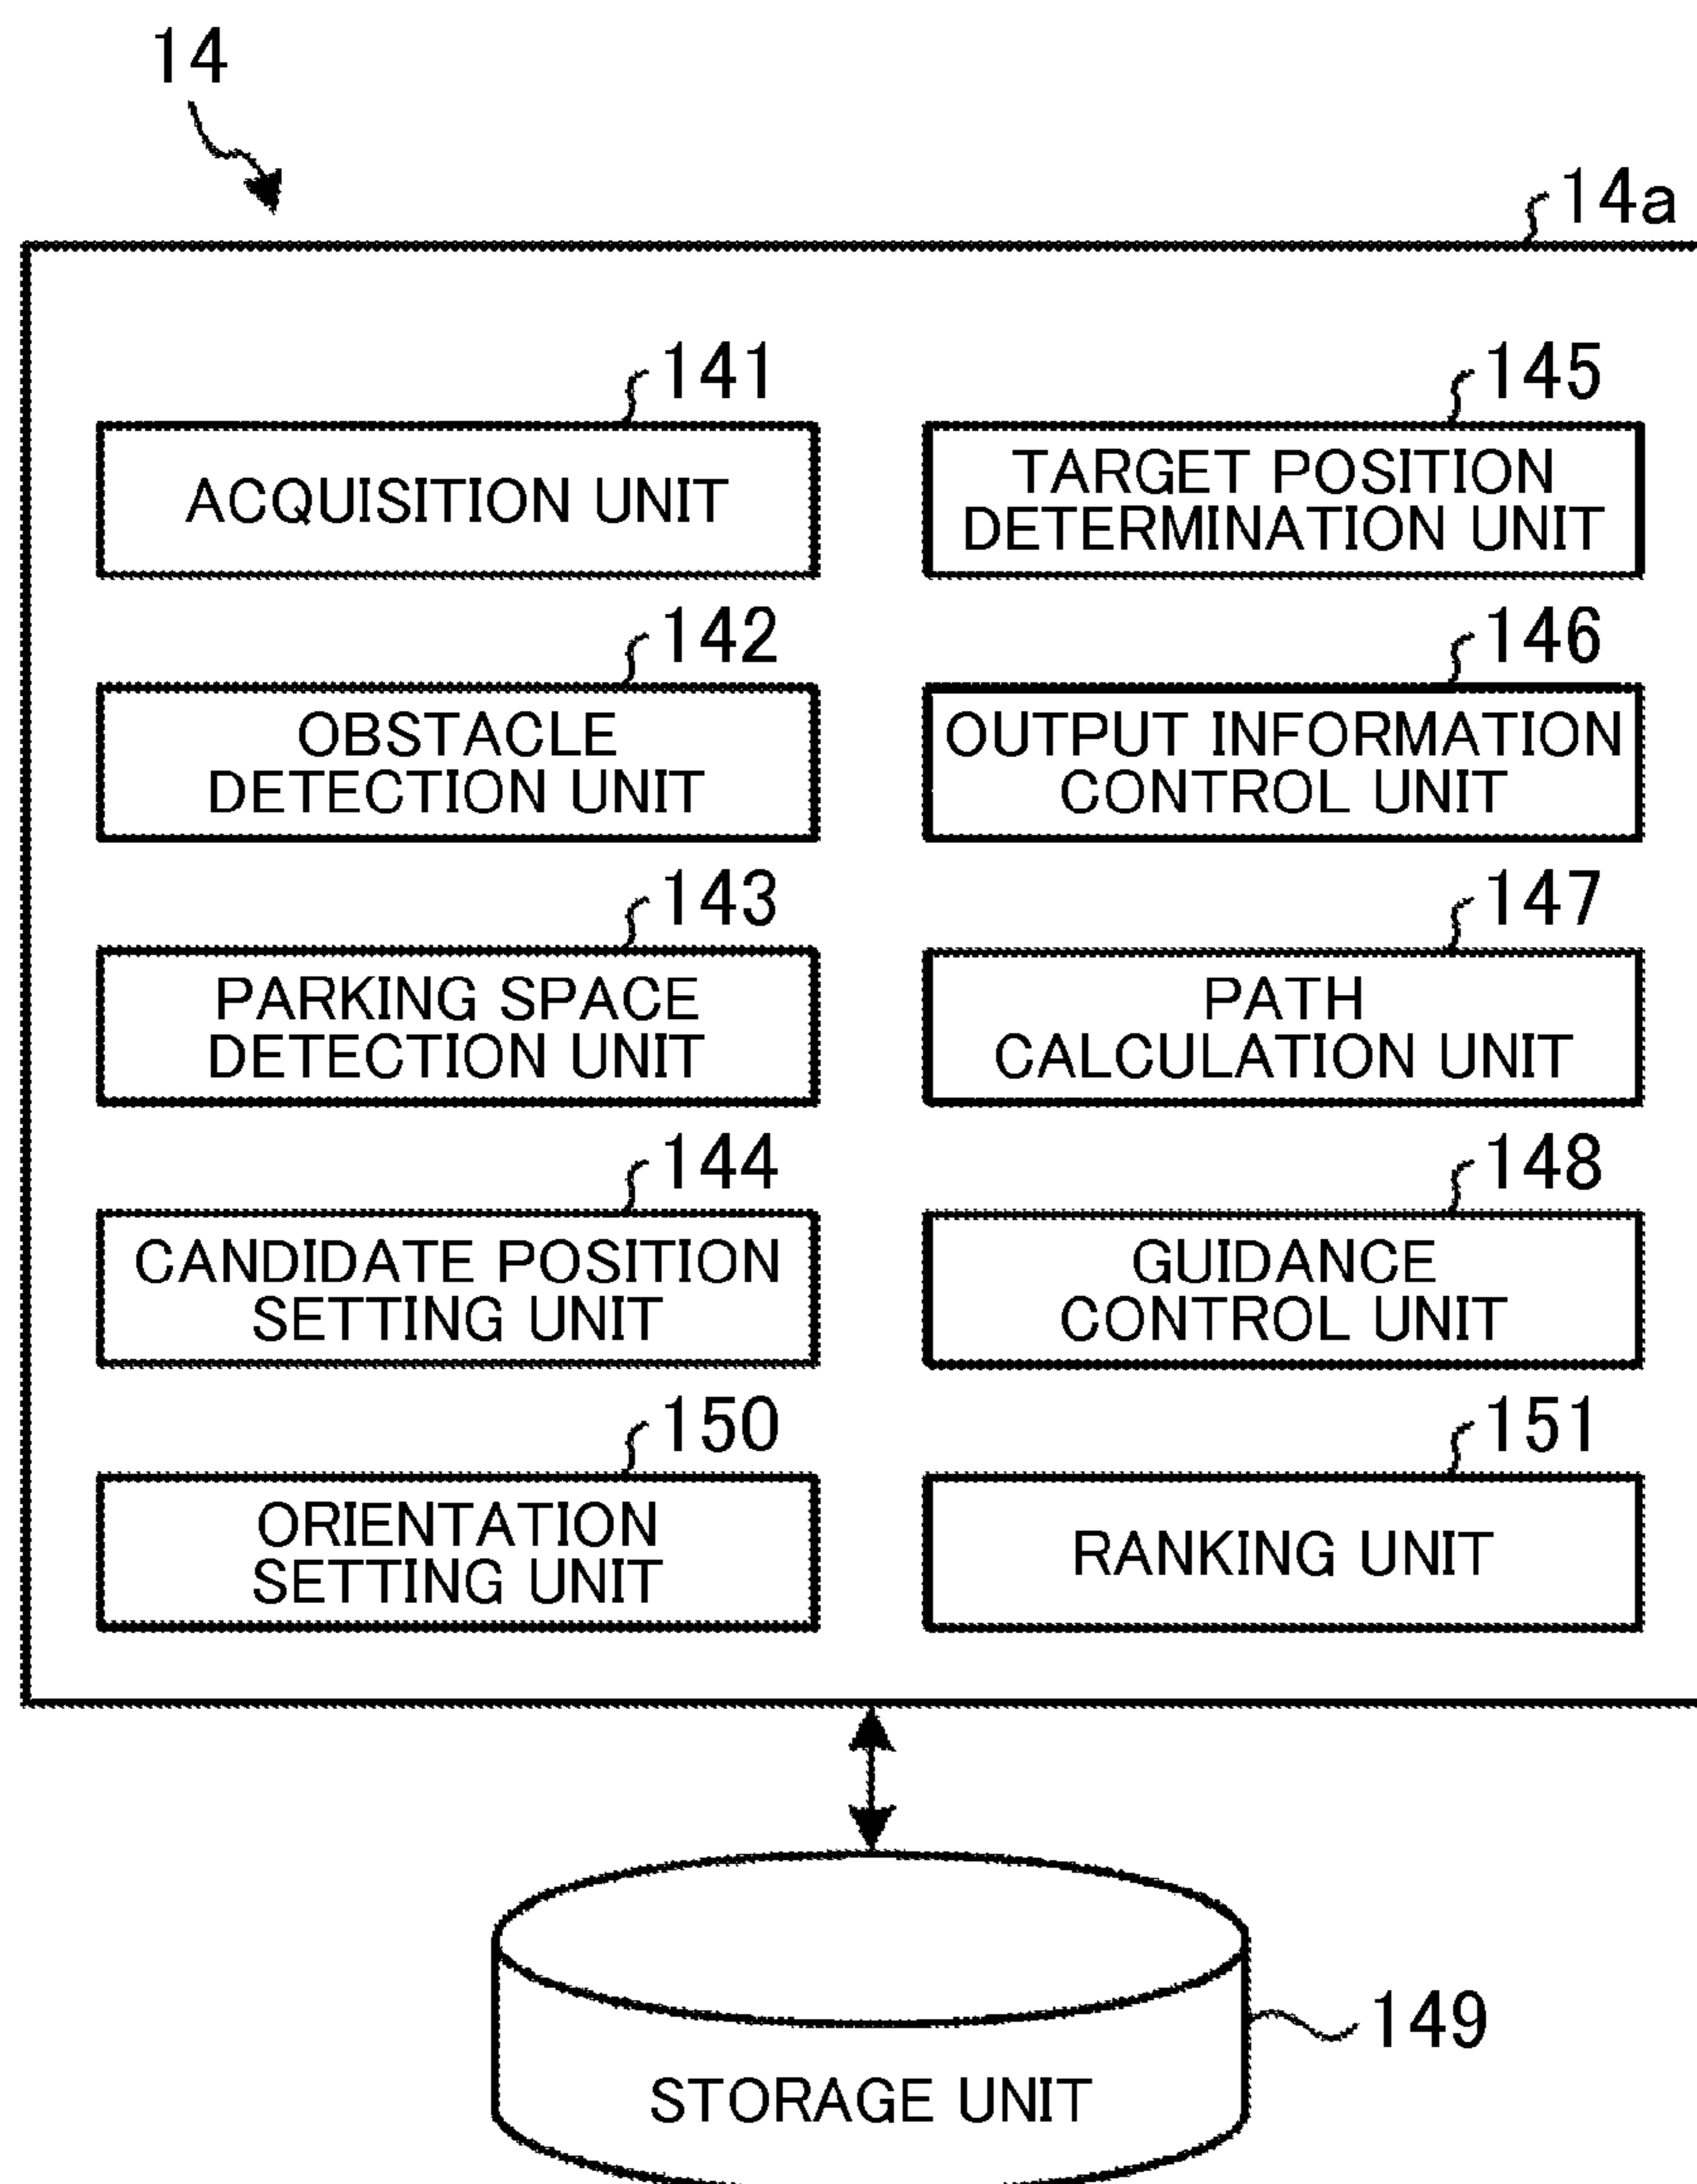 14
14a
141
ACQUISITION UNIT
145
TARGET POSITION
DETERMINATION UNIT
142
OBSTACLE
DETECTION UNIT
146
OUTPUT INFORMATION
CONTROL UNIT
143
PARKING SPACE
DETECTION UNIT
147
PATH
CALCULATION UNIT
144
CANDIDATE POSITION
SETTING UNIT
148
GUIDANCE
CONTROL UNIT
150
ORIENTATION
SETTING UNIT
151
RANKING UNIT
149
STORAGE UNIT